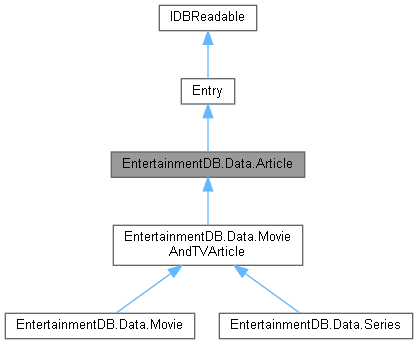 IDBReadable
Entry
EntertainmentDB.Data.Article
EntertainmentDB.Data.Movie
AndTVArticle
EntertainmentDB.Data.Movie
EntertainmentDB.Data.Series